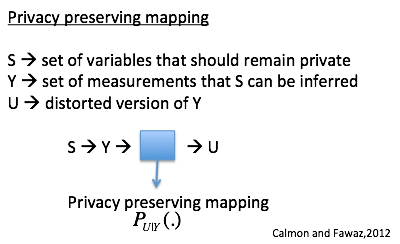 Privacy preserving mapping
S → set of variables that should remain private
Y → set of measurements that S can be inferred
U → distorted version of Y
S → Y → → U
Privacy preserving mapping
P_{U|Y}(.)
Calmon and Fawaz,2012